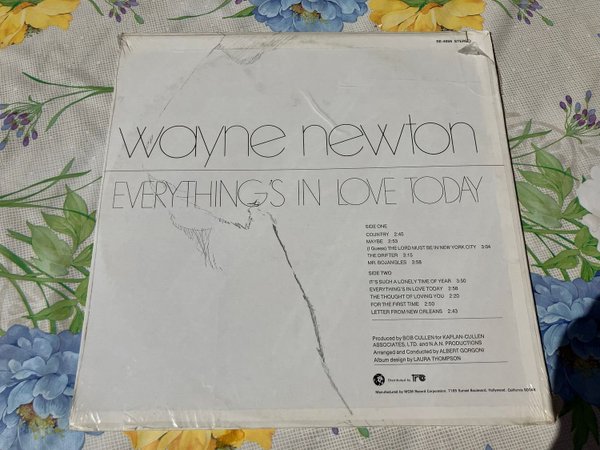 SE-4694 STEREO
wayne newton
EVERYTHING'S IN LOVE TODAY
SIDE ONE
COUNTRY 2:45
MAYBE 2:53
(I Guess) THE LORD MUST BE IN NEW YORK CITY 3:04
THE DRIFTER 3:15
MR. BOJANGLES 3:58
SIDE TWO
IT'S SUCH A LONELY TIME OF YEAR 3:50
EVERYTHING'S IN LOVE TODAY 2:58
THE THOUGHT OF LOVING YOU 2:20
FOR THE FIRST TIME 2:50
LETTER FROM NEW ORLEANS 2:43
Produced by BOB CULLEN for KAPLAN-CULLEN
ASSOCIATES, LTD. and N.A.N. PRODUCTIONS
Arranged and Conducted by ALBERT GORGONI
Album design by LAURA THOMPSON
Distributed by
Manufactured by MGM Record Corporation, 7165 Sunset Boulevard, Hollywood, California